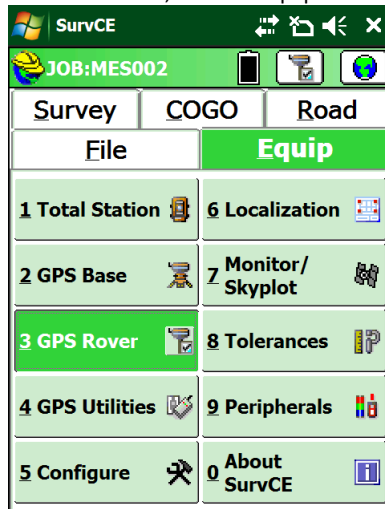 SurvCE
JOB:MES002
Survey COGO Road
File Equip
1 Total Station 6 Localization
2 GPS Base 7 Monitor/
Skyplot
3 GPS Rover 8 Tolerances
4 GPS Utilities 9 Peripherals
5 Configure 0 About
SurvCE